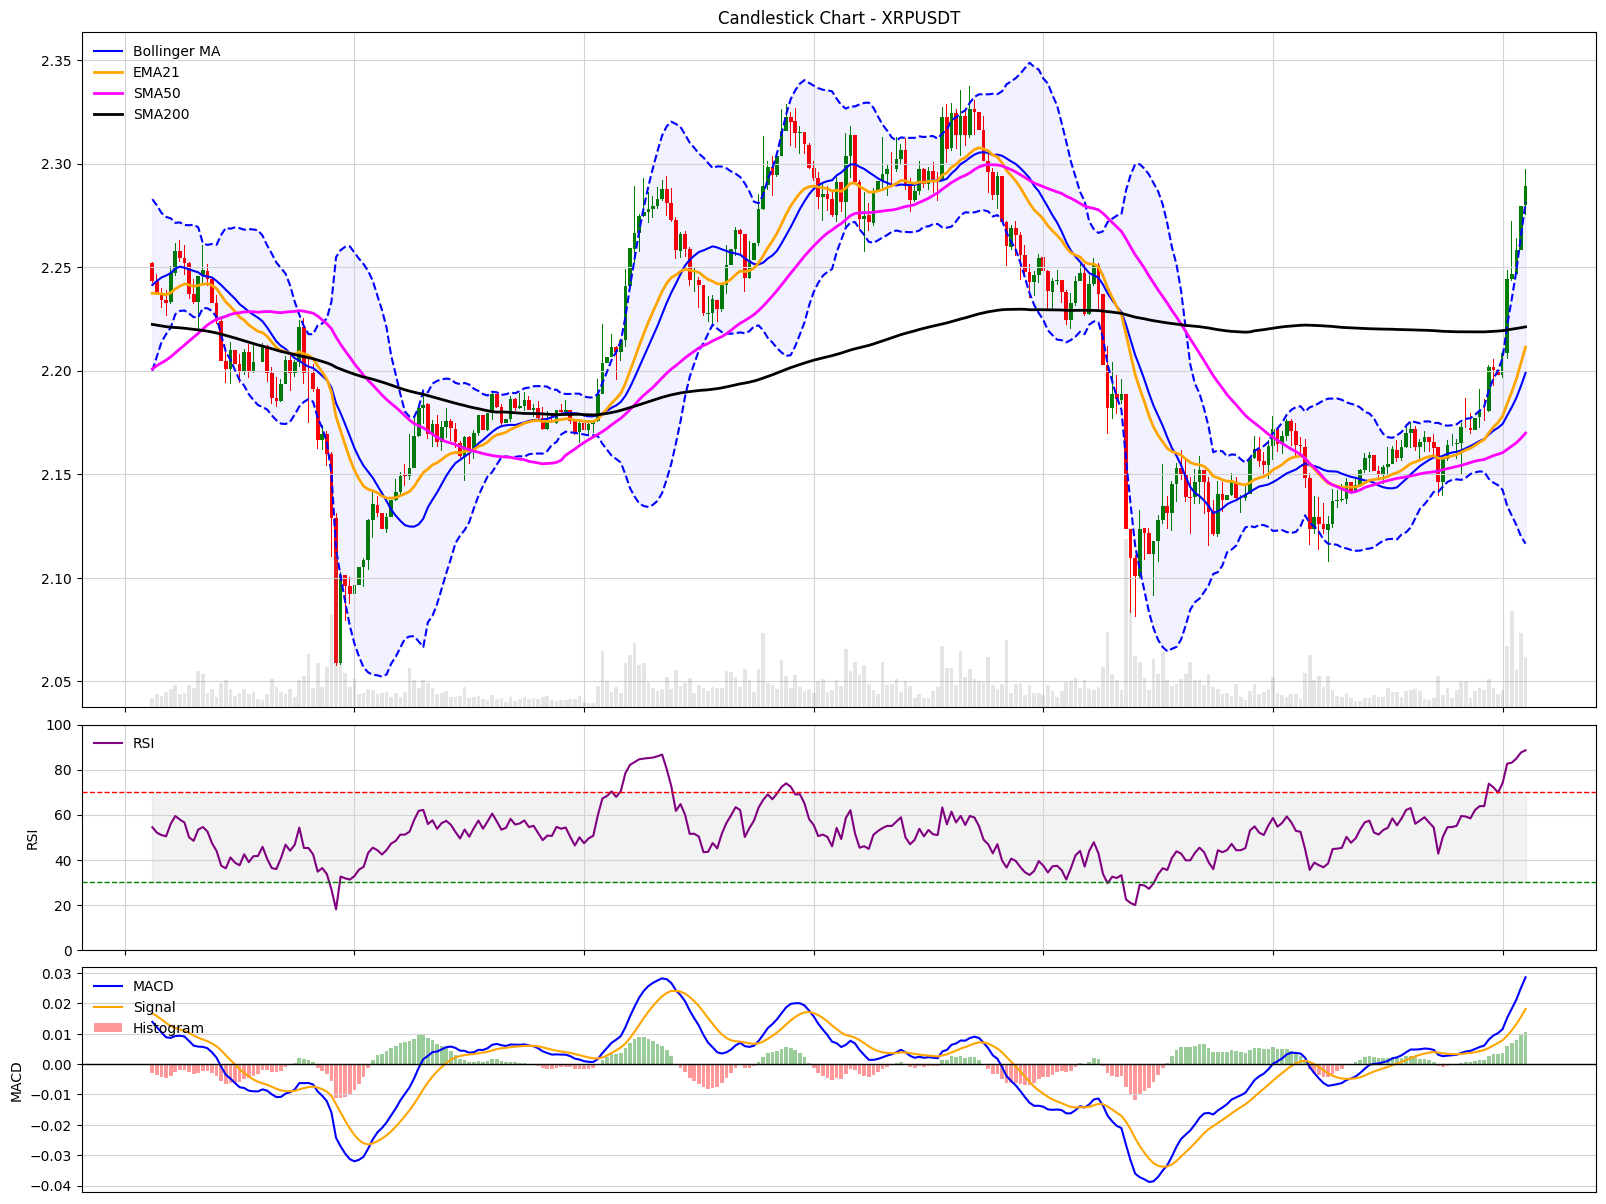 Candlestick Chart - XRPUSDT
Bollinger MA
EMA21
SMA50
SMA200
2.35
2.30
2.25
2.20
2.15
2.10
2.05
RSI
RSI
100
80
60
40
20
0
MACD
Signal
Histogram
MACD
0.03
0.02
0.01
0.00
−0.01
−0.02
−0.03
−0.04